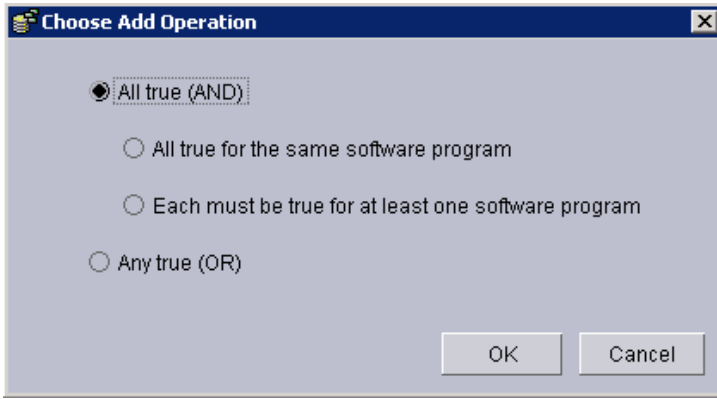 Choose Add Operation
All true (AND)
All true for the same software program
Each must be true for at least one software program
Any true (OR)
OK
Cancel